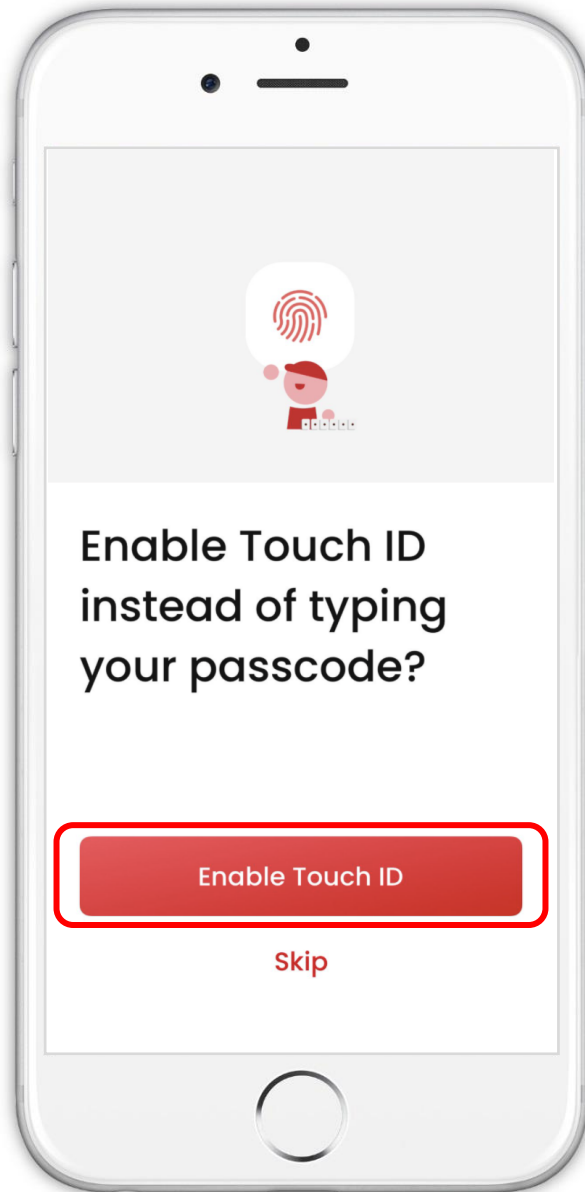 Enable Touch ID
instead of typing
your passcode?
Enable Touch ID
Skip